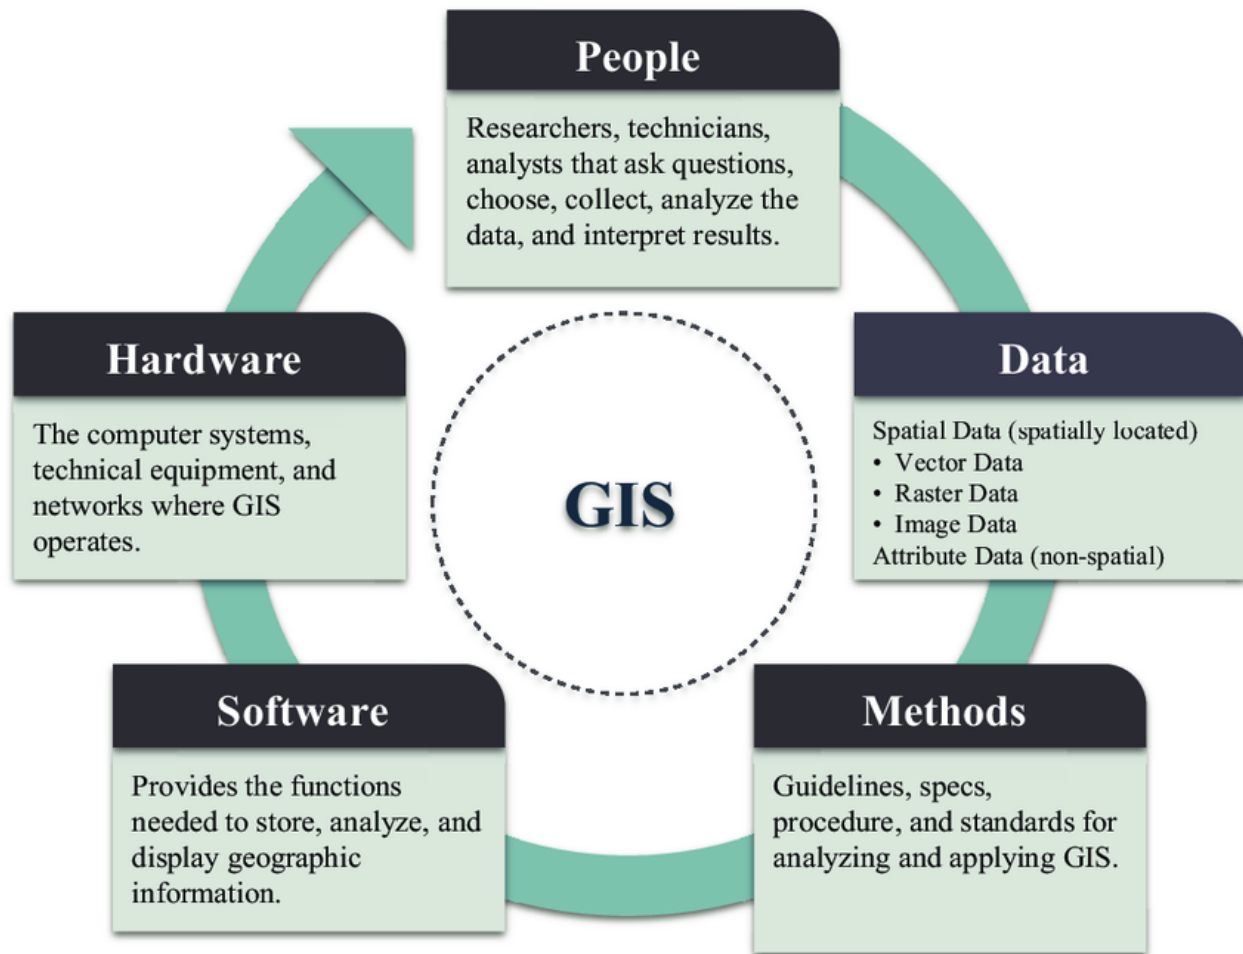 People
Researchers, technicians,
analysts that ask questions,
choose, collect, analyze the
data, and interpret results.
Hardware
The computer systems,
technical equipment, and
networks where GIS
operates.
GIS
Data
Spatial Data (spatially located)
• Vector Data
• Raster Data
• Image Data
Attribute Data (non-spatial)
Software
Provides the functions
needed to store, analyze, and
display geographic
information.
Methods
Guidelines, specs,
procedure, and standards for
analyzing and applying GIS.